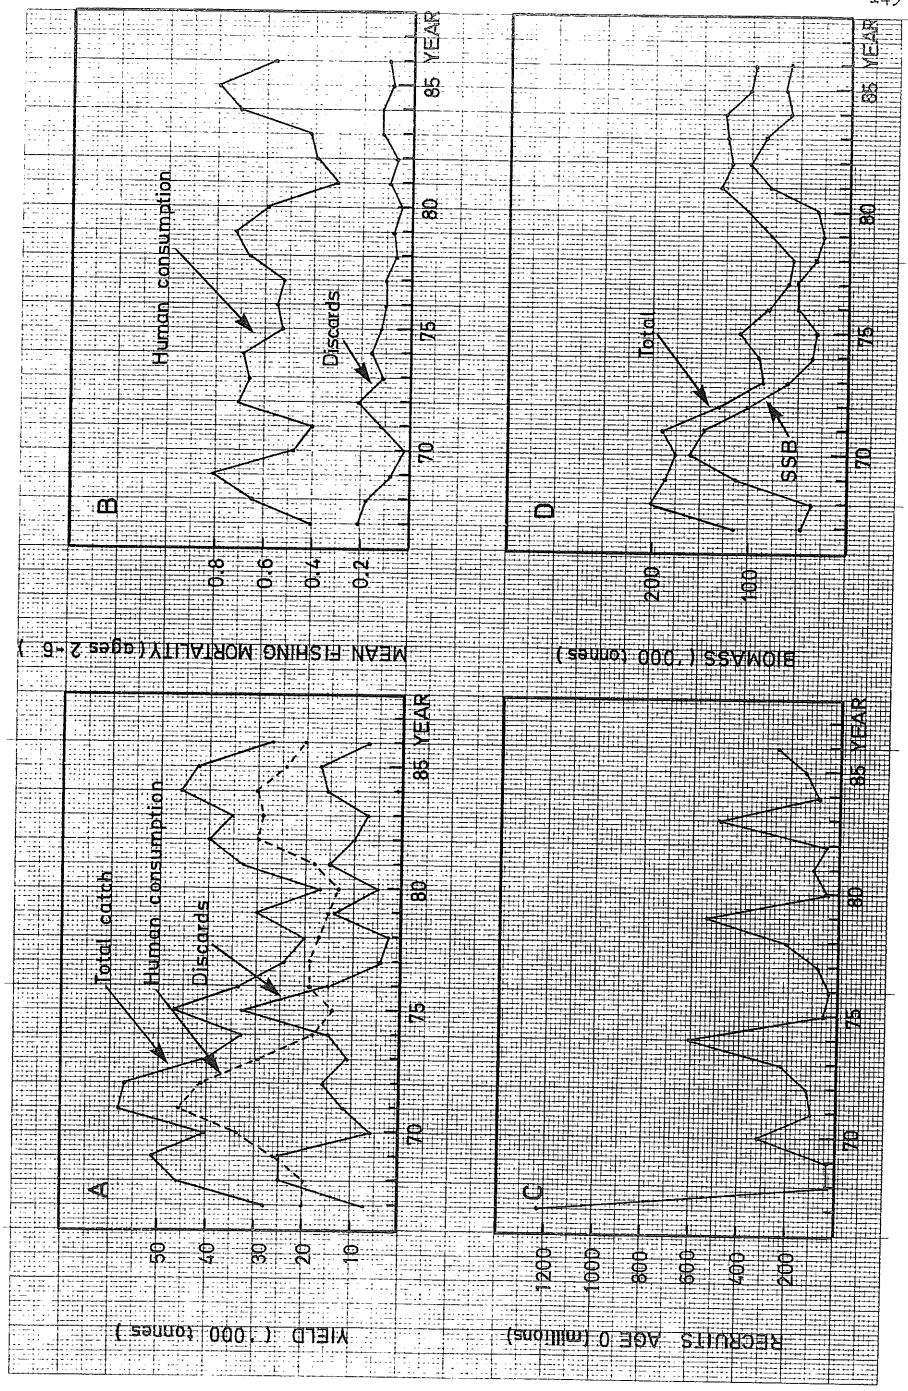 A
YIELD ('000 tonnes)
50
40
30
20
10
Total catch
Human consumption
Discards
70
75
80
85 YEAR
B
MEAN FISHING MORTALITY (ages 2-6)
0.8
0.6
0.4
0.2
Human consumption
Discards
70
75
80
85 YEAR
C
RECRUITS AGE 0 (millions)
1200
1000
800
600
400
200
70
75
80
85 YEAR
D
BIOMASS ('000 tonnes)
200
100
Total
SSB
70
75
80
85 YEAR